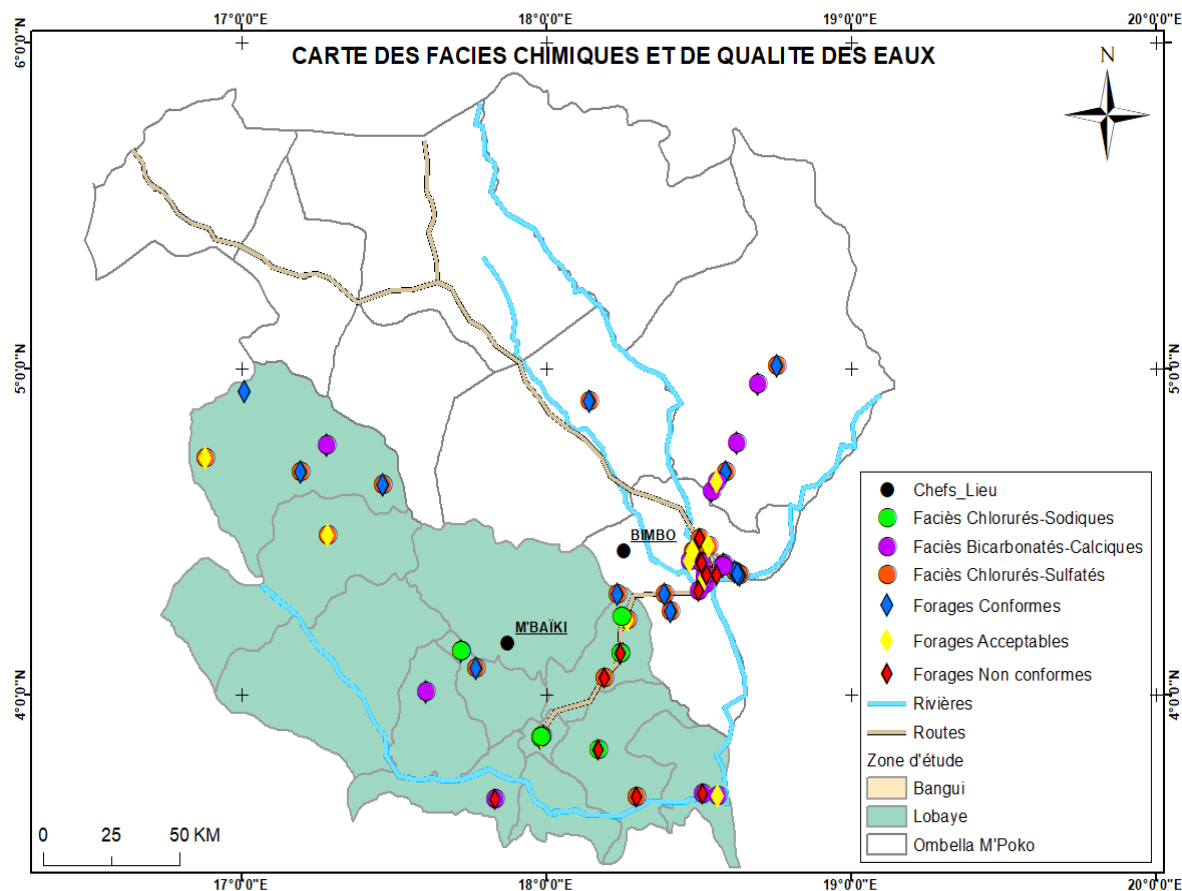 17°0'0"E 18°0'0"E 19°0'0"E 20°0'0"E
6°0'0"N
CARTE DES FACIES CHIMIQUES ET DE QUALITE DES EAUX
N
5°0'0"N 5°0'0"N
Chefs_Lieu
Faciès Chlorurés-Sodiques
BIMBO
Faciès Bicarbonatés-Calciques
Faciès Chlorurés-Sulfatés
Forages Conformes
M'BAÏKI
Forages Acceptables
Forages Non conformes
4°0'0"N 4°0'0"N
Rivières
Routes
Zone d'étude
Bangui
Lobaye
Ombella M'Poko
0 25 50 KM
17°0'0"E 18°0'0"E 19°0'0"E 20°0'0"E